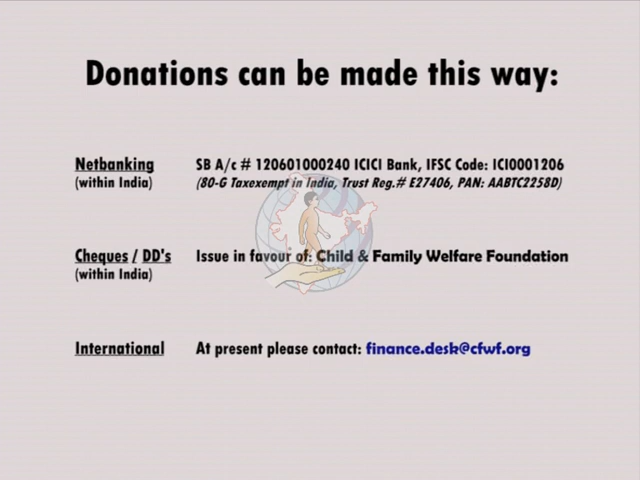 Donations can be made this way:
Netbanking SB A/c # 120601000240 ICICI Bank, IFSC Code: ICI0001206
(within India) (80-G Taxexempt in India, Trust Reg.# E27406, PAN: AABTC2258D)
Cheques / DD's Issue in favour of: Child & Family Welfare Foundation
(within India)
International At present please contact: finance.desk@cfwf.org